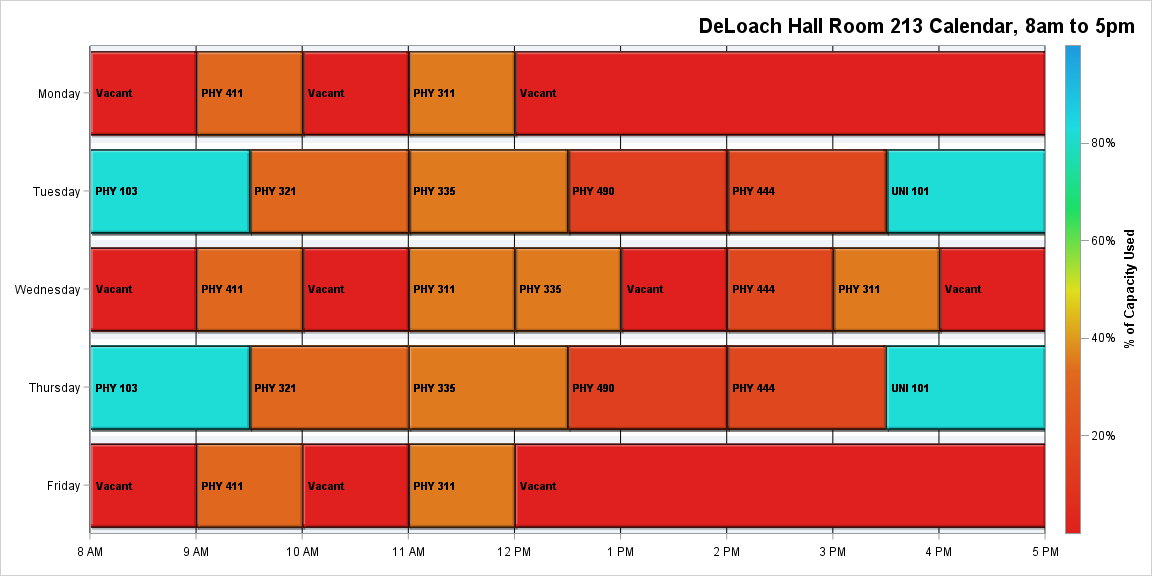 DeLoach Hall Room 213 Calendar, 8am to 5pm
Monday
Vacant
PHY 411
Vacant
PHY 311
Vacant
Tuesday
PHY 103
PHY 321
PHY 335
PHY 490
PHY 444
UNI 101
Wednesday
Vacant
PHY 411
Vacant
PHY 311
PHY 335
Vacant
PHY 444
PHY 311
Vacant
Thursday
PHY 103
PHY 321
PHY 335
PHY 490
PHY 444
UNI 101
Friday
Vacant
PHY 411
Vacant
PHY 311
Vacant
8 AM
9 AM
10 AM
11 AM
12 PM
1 PM
2 PM
3 PM
4 PM
5 PM
80%
60%
40%
20%
% of Capacity Used